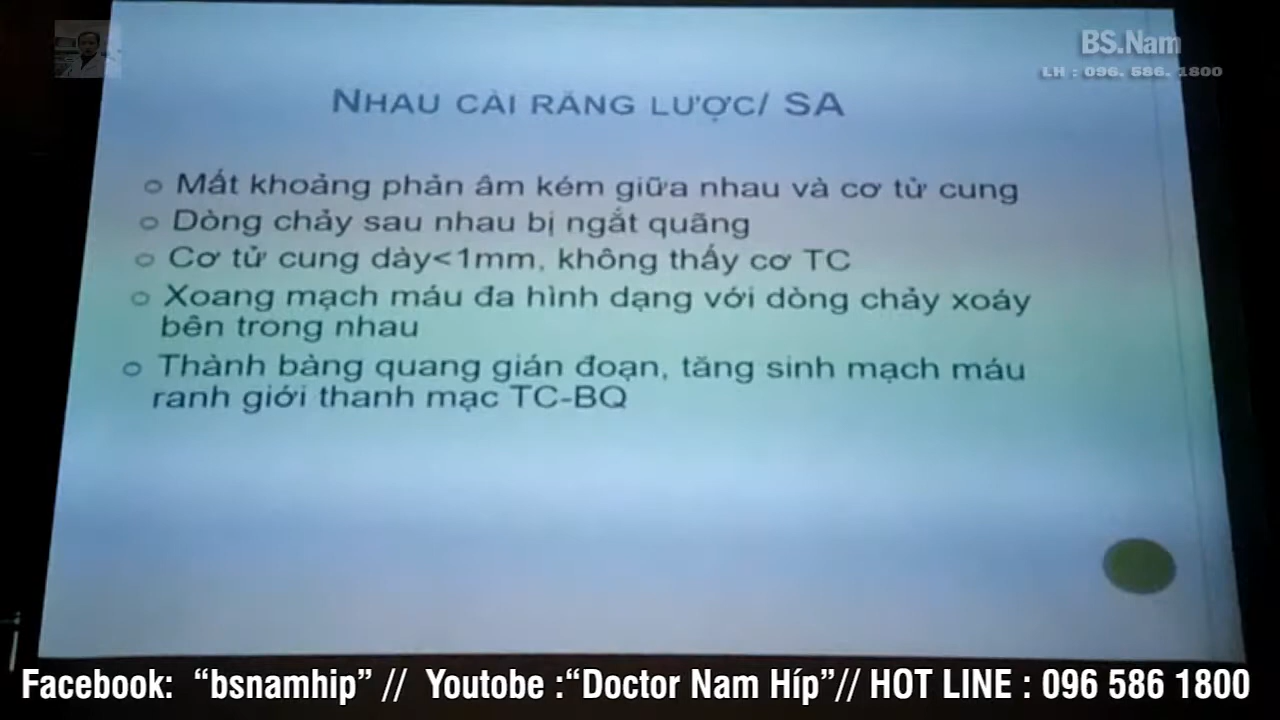 BS.Nam
LH : 096. 586. 1800
NHAU CÀI RĂNG LƯỢC/ SA
Mất khoảng phản âm kém giữa nhau và cơ tử cung
Dòng chảy sau nhau bị ngắt quãng
Cơ tử cung dày<1mm, không thấy cơ TC
Xoang mạch máu đa hình dạng với dòng chảy xoáy
bên trong nhau
Thành bàng quang gián đoạn, tăng sinh mạch máu
ranh giới thanh mạc TC-BQ
Facebook: “bsnamhip” // Youtobe :“Doctor Nam Híp”// HOT LINE : 096 586 1800